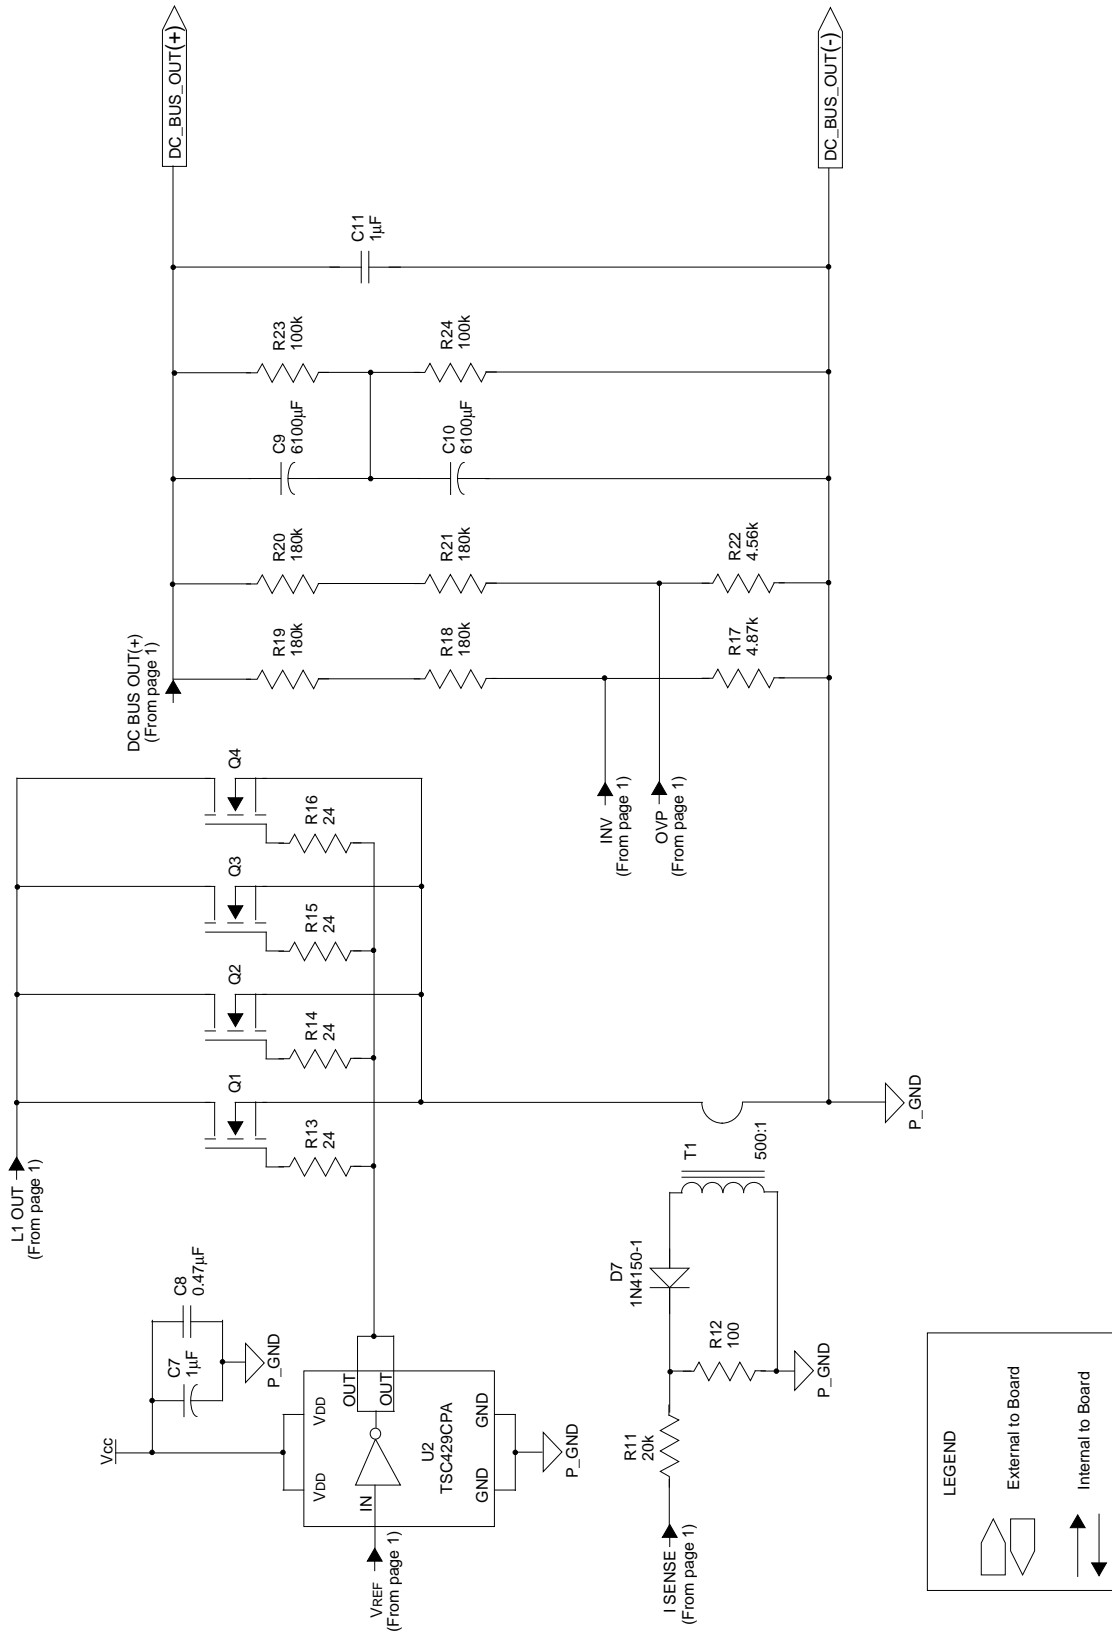 L1 OUT
(From page 1)
Q1
Q2
Q3
Q4
R13
24
R14
24
R15
24
R16
24
Vcc
C7
1µF
C8
0.47µF
P_GND
VDD
VDD
OUT
OUT
IN
U2
TSC429CPA
GND
GND
P_GND
VREF
(From page 1)
I SENSE
(From page 1)
R11
20k
D7
1N4150-1
R12
100
P_GND
T1
500:1
P_GND
DC BUS OUT(+)
(From page 1)
INV
(From page 1)
OVP
(From page 1)
R19
180k
R18
180k
R17
4.87k
R20
180k
R21
180k
R22
4.56k
C9
6100µF
C10
6100µF
R23
100k
R24
100k
C11
1µF
DC_BUS_OUT(+)
DC_BUS_OUT(-)
LEGEND
External to Board
Internal to Board